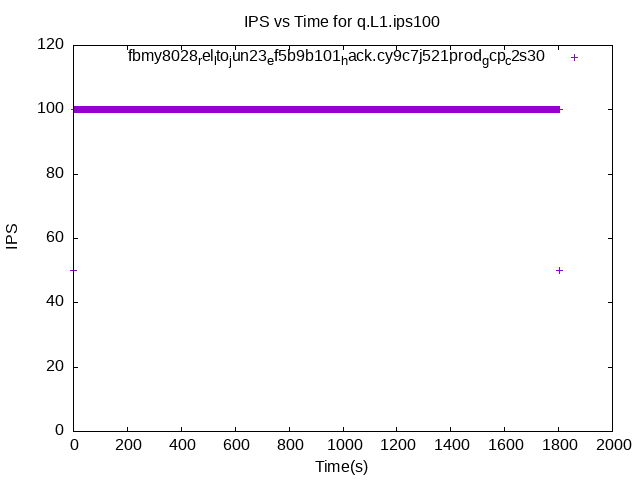 IPS vs Time for q.L1.ips100
fbmy8028relltojun23ef5b9b101hack.cy9c7j521prodgcpc2s30
120
100
80
60
40
20
0
IPS
0 200 400 600 800 1000 1200 1400 1600 1800 2000
Time(s)